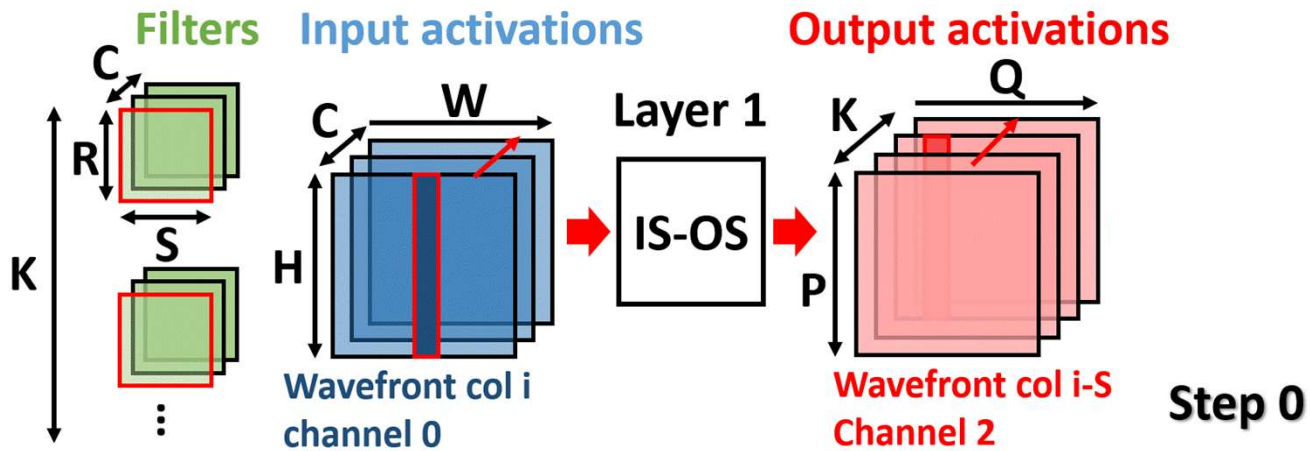 Filters
Input activations
Output activations
C
R
S
K
⋮
C
W
H
Wavefront col i
channel 0
Layer 1
IS-OS
K
Q
P
Wavefront col i-S
Channel 2
Step 0